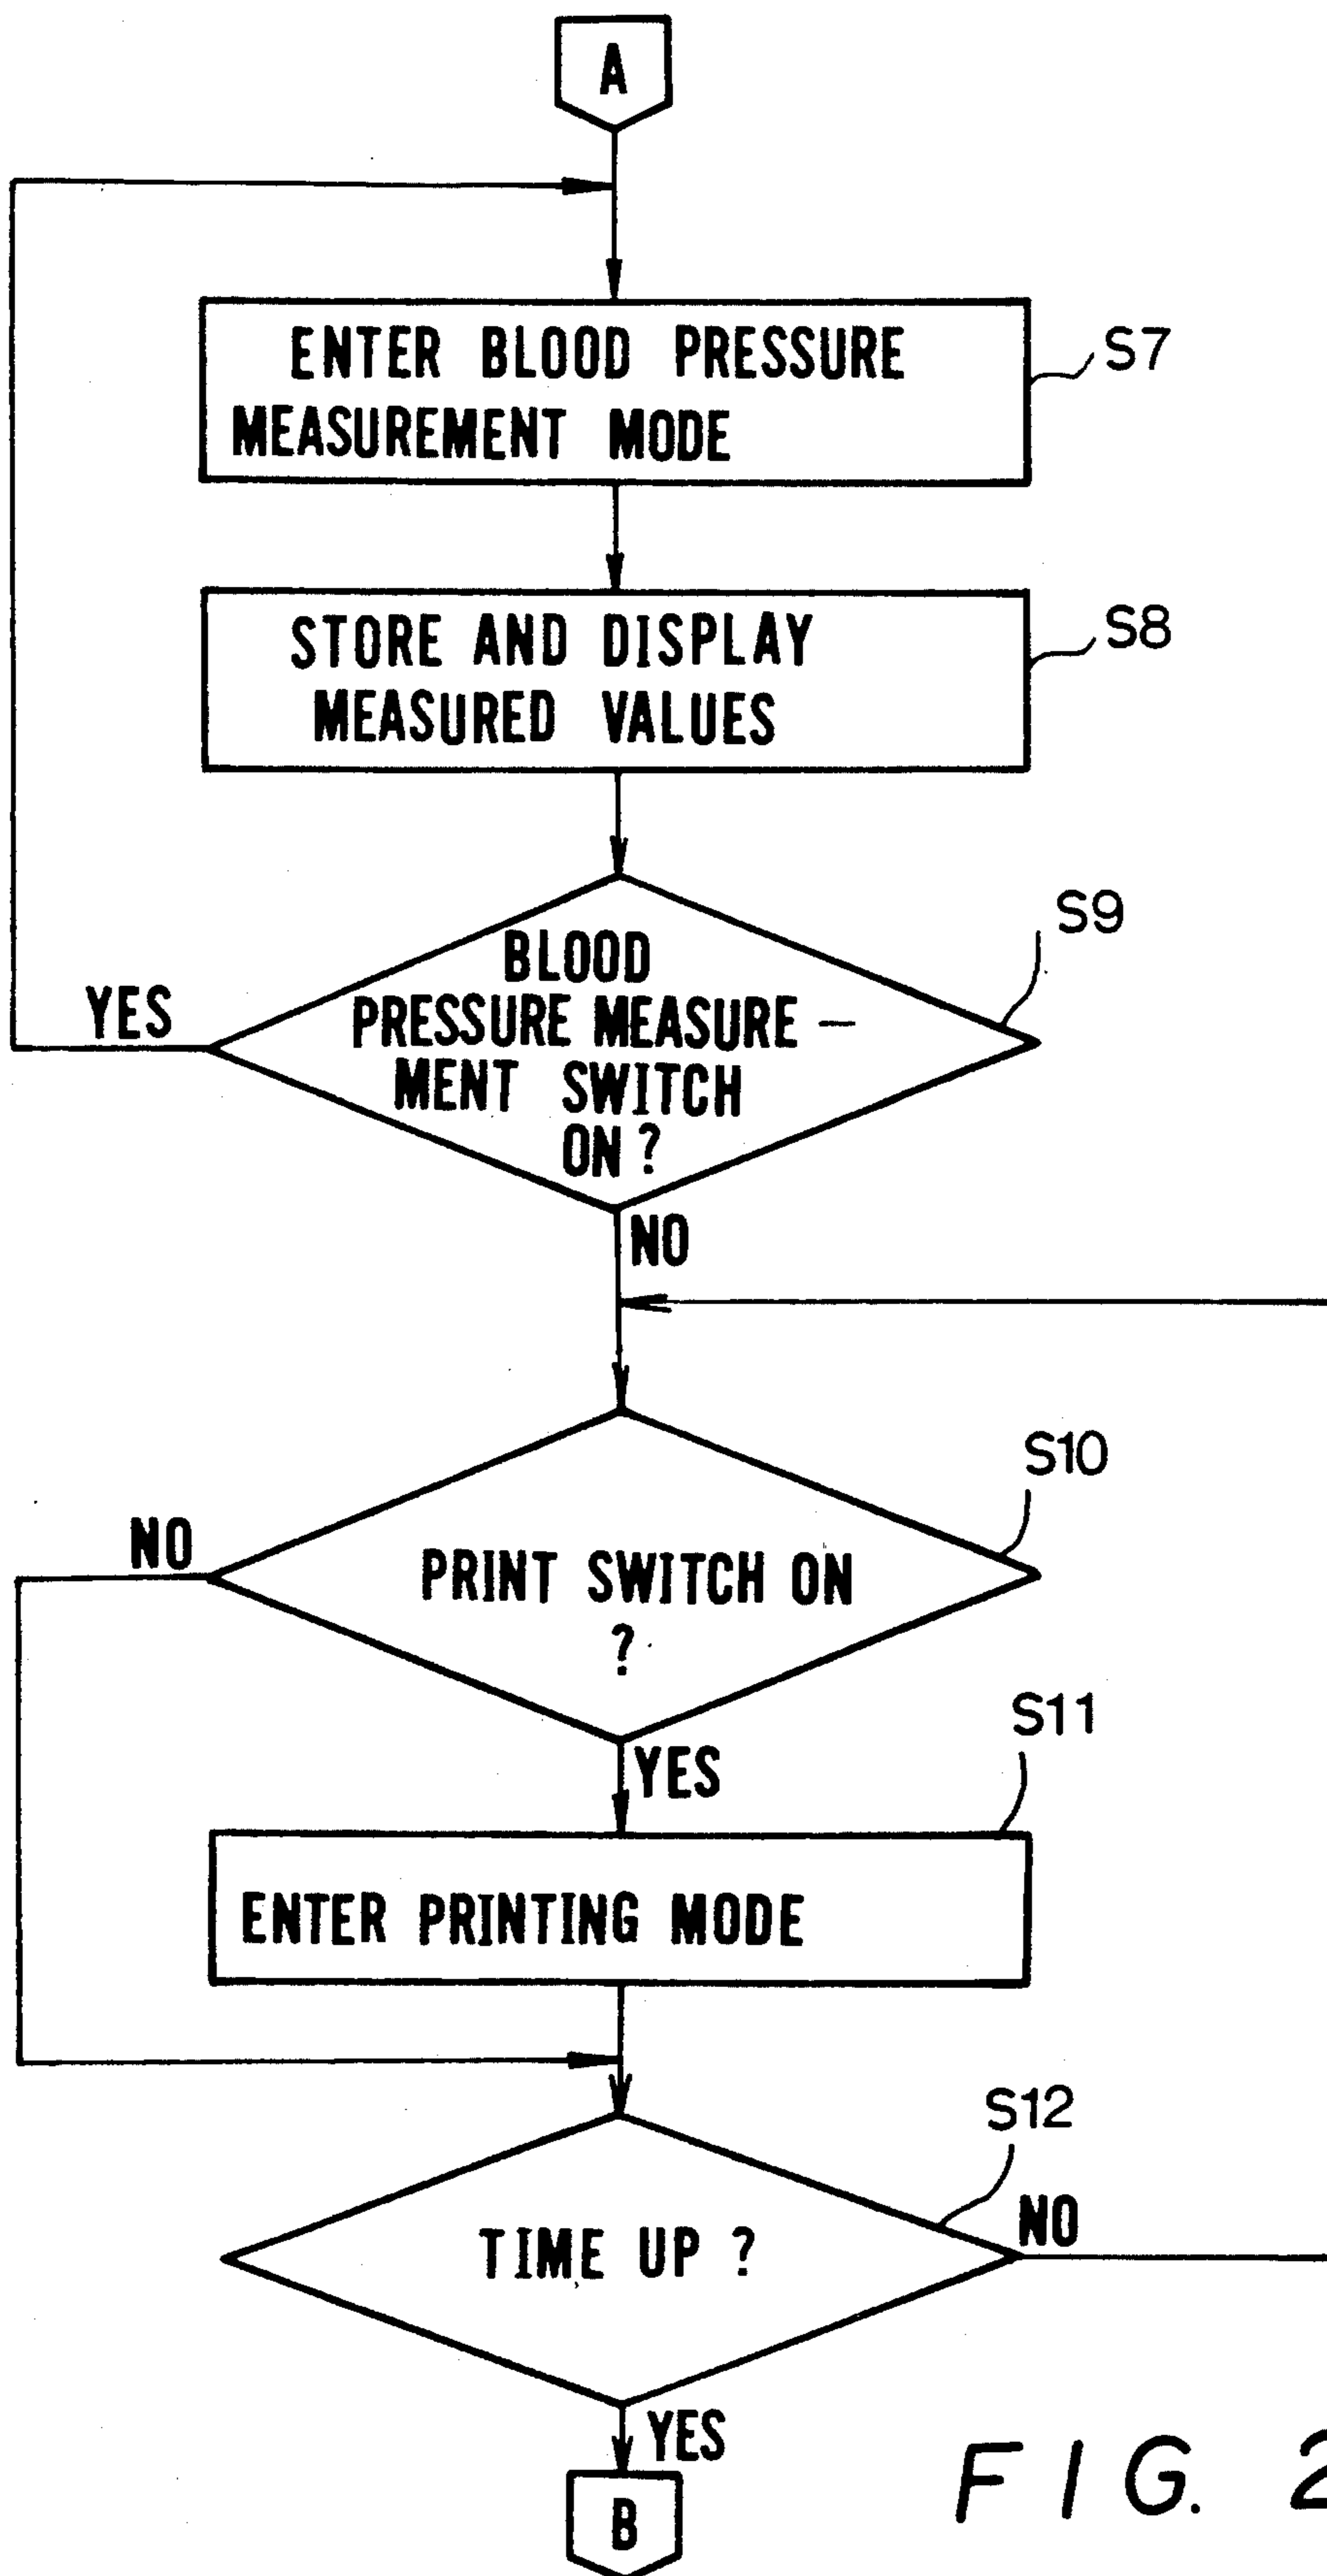 A
ENTER BLOOD PRESSURE
MEASUREMENT MODE
S7
STORE AND DISPLAY
MEASURED VALUES
S8
BLOOD
PRESSURE MEASURE-
MENT SWITCH
ON?
S9
YES
NO
PRINT SWITCH ON
?
S10
NO
YES
S11
ENTER PRINTING MODE
S12
TIME UP ?
NO
YES
B
FIG. 2